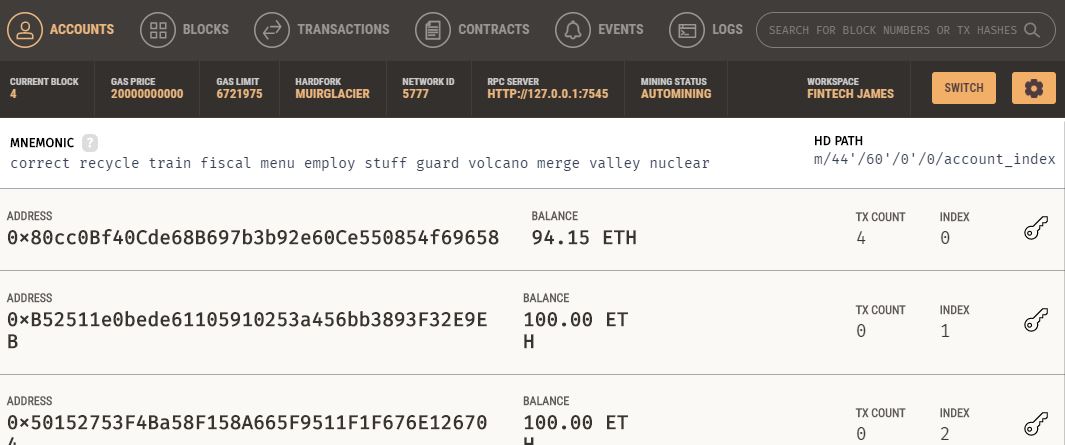 ACCOUNTS BLOCKS TRANSACTIONS CONTRACTS EVENTS LOGS SEARCH FOR BLOCK NUMBERS OR TX HASHES
CURRENT BLOCK GAS PRICE GAS LIMIT HARDFORK NETWORK ID RPC SERVER MINING STATUS WORKSPACE
4 20000000000 6721975 MUIRGLACIER 5777 HTTP://127.0.0.1:7545 AUTOMINING FINTECH JAMES SWITCH
MNEMONIC ? HD PATH
correct recycle train fiscal menu employ stuff guard volcano merge valley nuclear m/44'/60'/0'/0/account_index
ADDRESS BALANCE TX COUNT INDEX
0×80cc0Bf40Cde68B697b3b92e60Ce550854f69658 94.15 ETH 4 0
ADDRESS BALANCE TX COUNT INDEX
0×B52511e0bede61105910253a456bb3893F32E9E 100.00 ET 0 1
B H
ADDRESS BALANCE TX COUNT INDEX
0×50152753F4Ba58F158A665F9511F1F676E12670 100.00 ET 0 2
4 H